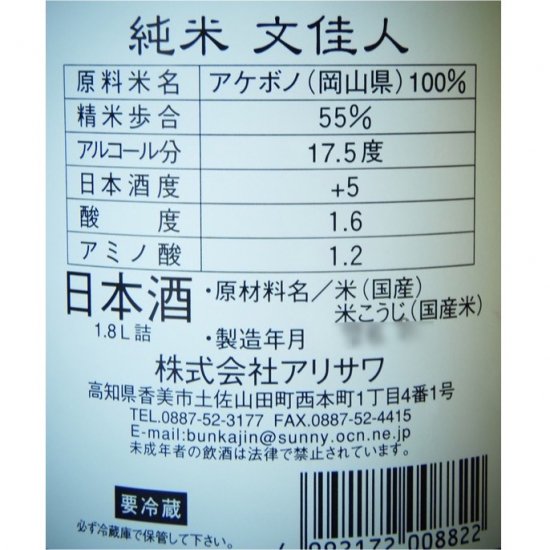 純米 文佳人
原料米名 アケボノ(岡山県)100%
精米歩合 55%
アルコール分 17.5度
日本酒度 +5
酸度 1.6
アミノ酸 1.2
日本酒 ・原材料名/米(国産)
米こうじ(国産米)
1.8L詰 ・製造年月
株式会社アリサワ
高知県香美市土佐山田町西本町1丁目4番1号
TEL.0887-52-3177 FAX.0887-52-4415
E-mail:bunkajin@sunny.ocn.ne.jp
未成年者の飲酒は法律で禁じられています。
要冷蔵
必ず冷蔵庫で保管して下さい。
008822